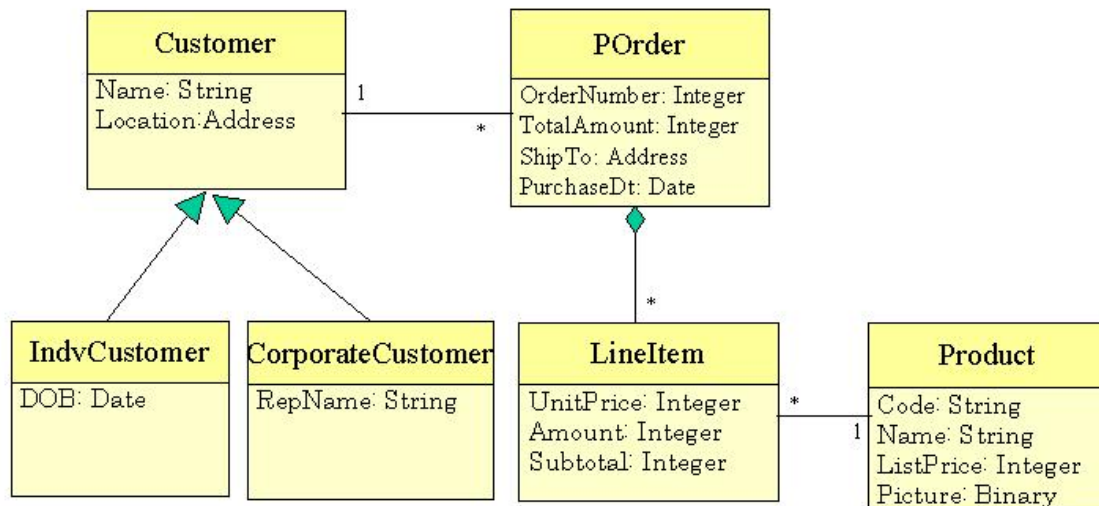 Customer
Name: String
Location:Address
1
*
POrder
OrderNumber: Integer
TotalAmount: Integer
ShipTo: Address
PurchaseDt: Date
*
IndvCustomer
DOB: Date
CorporateCustomer
RepName: String
LineItem
UnitPrice: Integer
Amount: Integer
Subtotal: Integer
*
1
Product
Code: String
Name: String
ListPrice: Integer
Picture: Binary